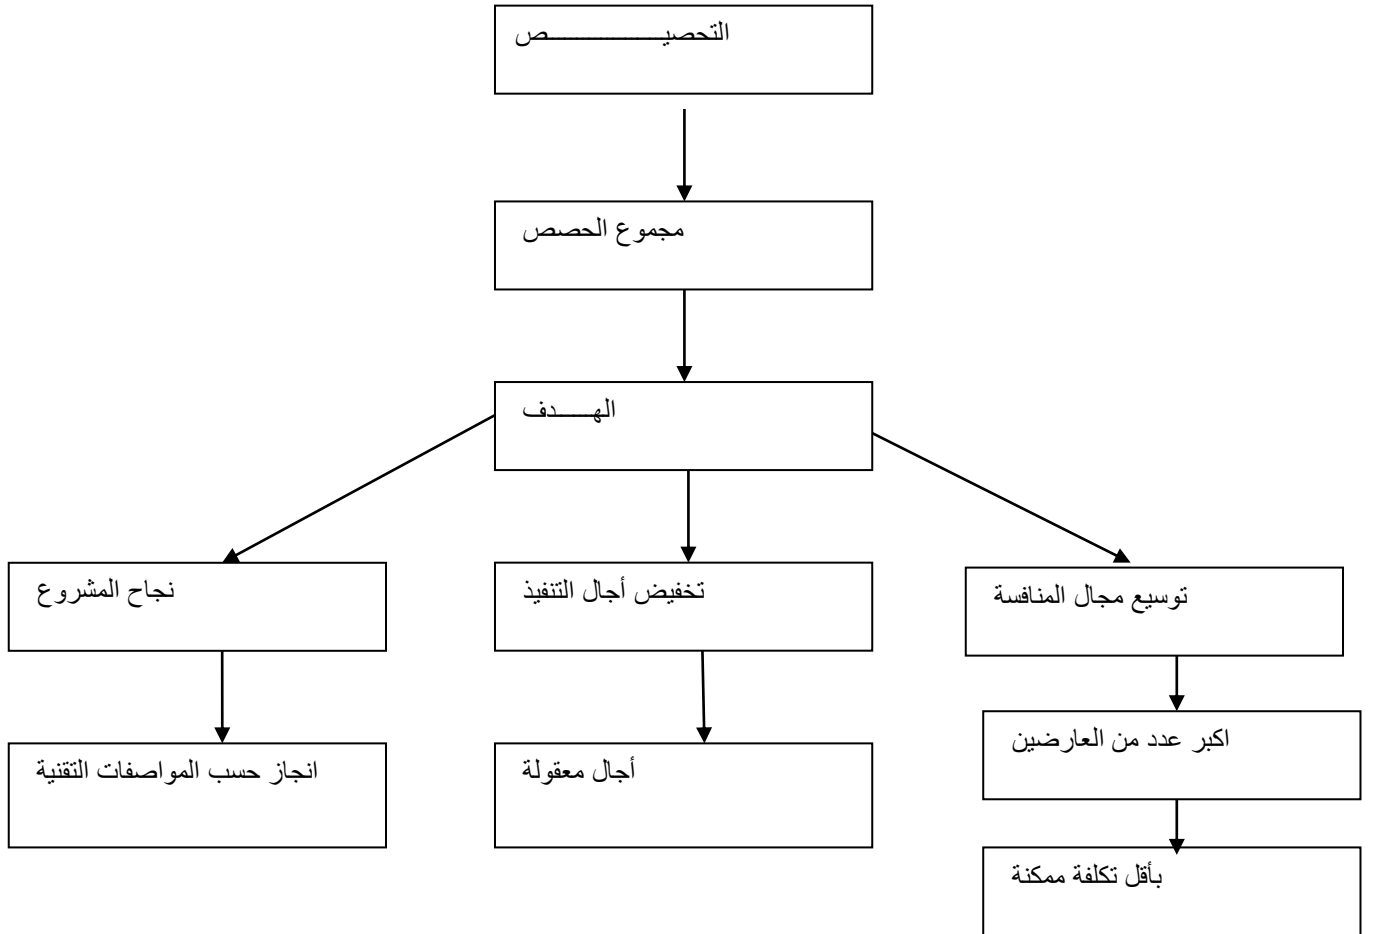 التحصيـــــــــــــــص
مجموع الحصص
الهـــــدف
توسيع مجال المنافسة
تخفيض أجال التنفيذ
نجاح المشروع
اكبر عدد من العارضين
أجال معقولة
انجاز حسب المواصفات التقنية
بأقل تكلفة ممكنة